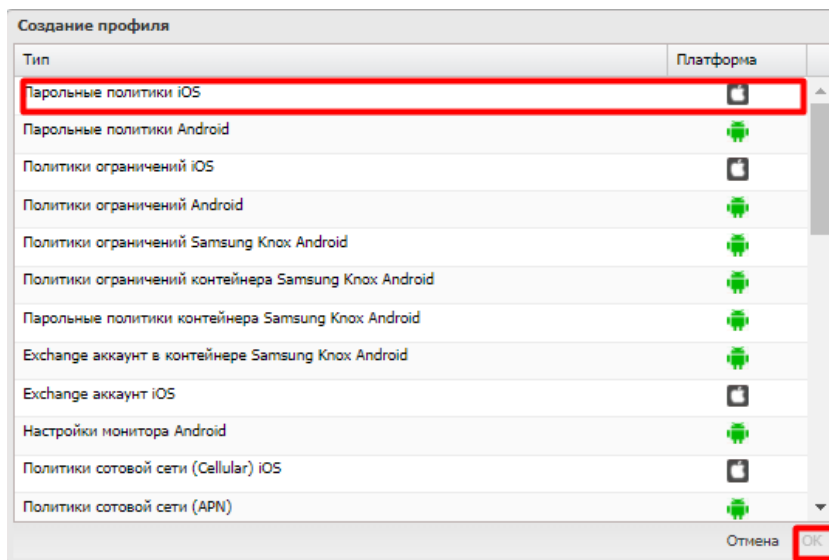 Создание профиля
Тип Платформа
Парольные политики iOS
Парольные политики Android
Политики ограничений iOS
Политики ограничений Android
Политики ограничений Samsung Knox Android
Политики ограничений контейнера Samsung Knox Android
Парольные политики контейнера Samsung Knox Android
Exchange аккаунт в контейнере Samsung Knox Android
Exchange аккаунт iOS
Настройки монитора Android
Политики сотовой сети (Cellular) iOS
Политики сотовой сети (APN)
Отмена OK